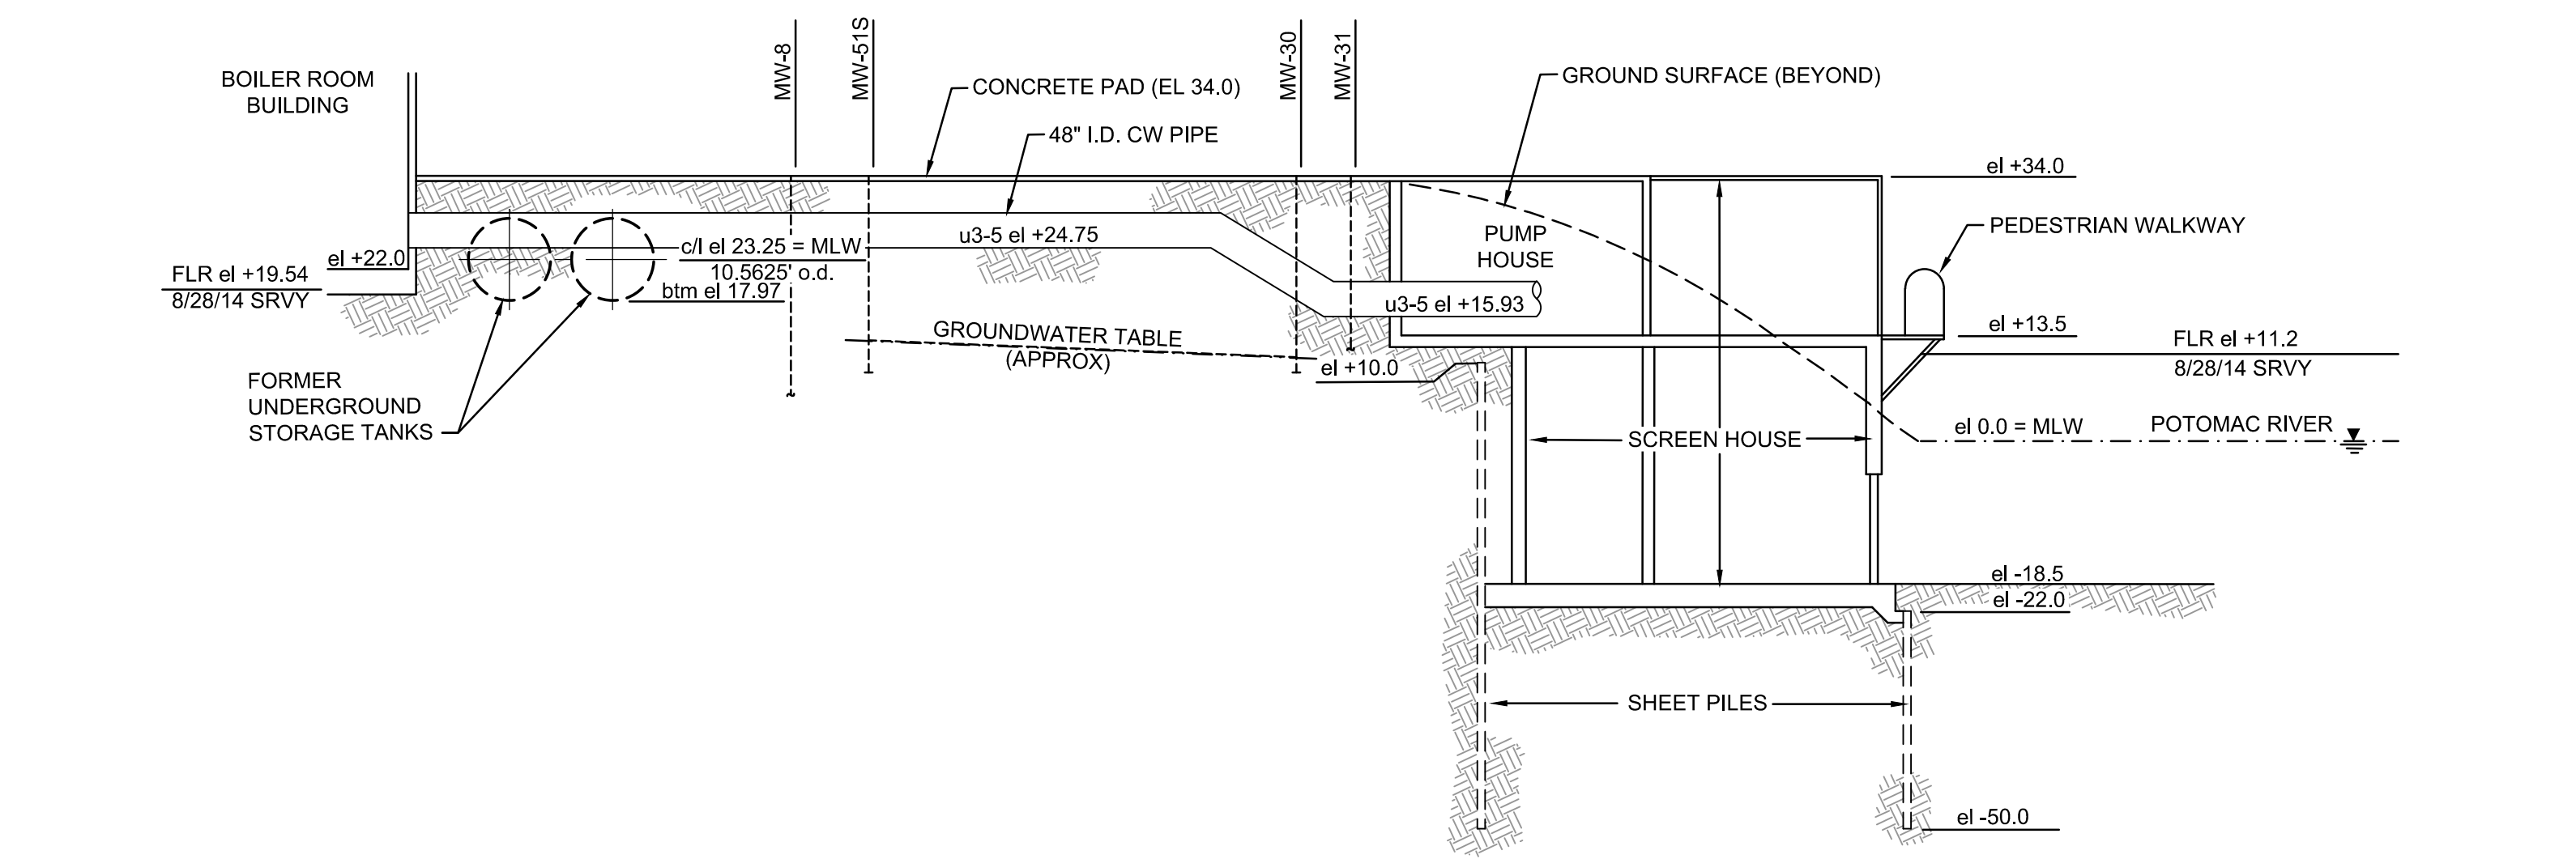 BOILER ROOM
BUILDING
MW-8
MW-51S
CONCRETE PAD (EL 34.0)
48" I.D. CW PIPE
MW-30
MW-31
GROUND SURFACE (BEYOND)
el +34.0
PEDESTRIAN WALKWAY
PUMP
HOUSE
u3-5 el +24.75
c/l el 23.25 = MLW
10.5625' o.d.
btm el 17.97
el +22.0
FLR el +19.54
8/28/14 SRVY
u3-5 el +15.93
el +13.5
FLR el +11.2
8/28/14 SRVY
GROUNDWATER TABLE
(APPROX)
el +10.0
FORMER
UNDERGROUND
STORAGE TANKS
SCREEN HOUSE
el 0.0 = MLW
POTOMAC RIVER
el -18.5
el -22.0
SHEET PILES
el -50.0